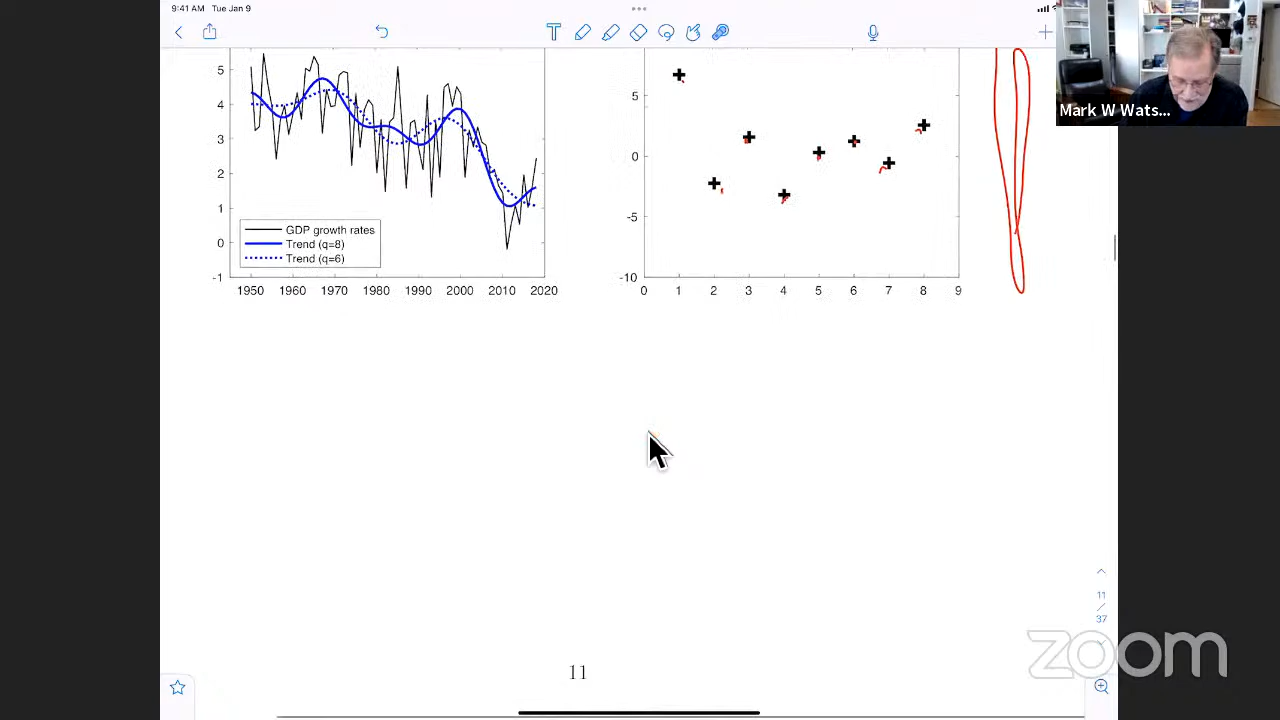 9:41 AM Tue Jan 9
T
Mark W Wats...
5
4
3
2
1
0
-1
GDP growth rates
Trend (q=8)
Trend (q=6)
1950 1960 1970 1980 1990 2000 2010 2020
5
0
-5
-10
0 1 2 3 4 5 6 7 8 9
11
/
37
zoom
11